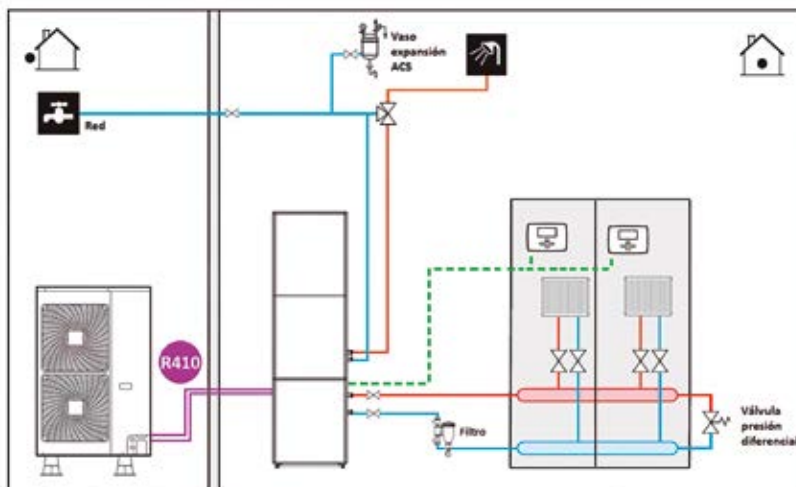 Vaso
expansión
ACS
Red
R410
Filtro
Válvula
presión
diferencial